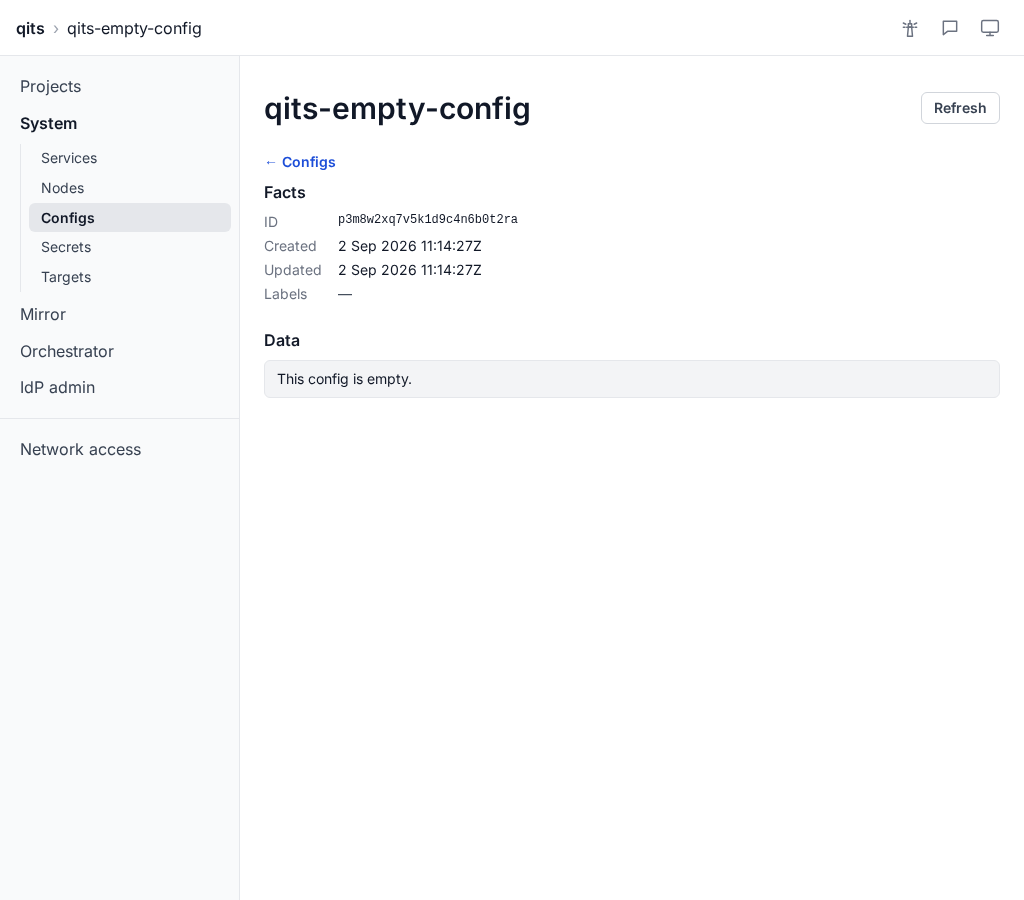 qits › qits-empty-config
Projects
System
Services
Nodes
Configs
Secrets
Targets
Mirror
Orchestrator
IdP admin
Network access
qits-empty-config
Refresh
← Configs
Facts
ID p3m8w2xq7v5k1d9c4n6b0t2ra
Created 2 Sep 2026 11:14:27Z
Updated 2 Sep 2026 11:14:27Z
Labels —
Data
This config is empty.